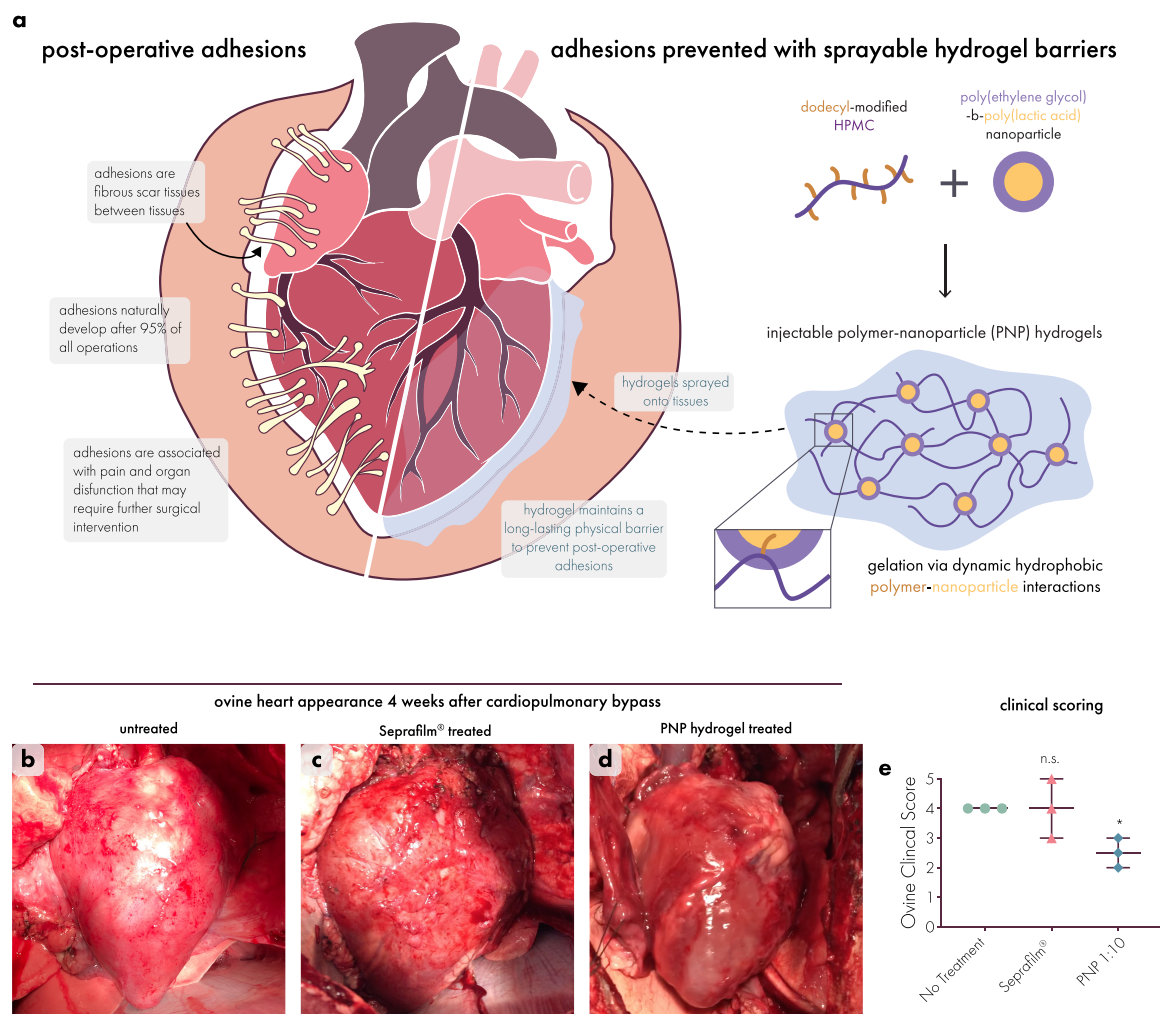 a
post-operative adhesions
adhesions prevented with sprayable hydrogel barriers
dodecyl-modified
HPMC
poly(ethylene glycol)
-b-poly(lactic acid)
nanoparticle
+
adhesions are
fibrous scar tissues
between tissues
adhesions naturally
develop after 95% of
all operations
injectable polymer-nanoparticle (PNP) hydrogels
hydrogels sprayed
onto tissues
adhesions are associated
with pain and organ
disfunction that may
require further surgical
intervention
hydrogel maintains a
long-lasting physical barrier
to prevent post-operative
adhesions
gelation via dynamic hydrophobic
polymer-nanoparticle interactions
ovine heart appearance 4 weeks after cardiopulmonary bypass
untreated
Seprafilm® treated
PNP hydrogel treated
b
c
d
clinical scoring
e
n.s.
*
Ovine Clincal Score
5
4
3
2
1
0
No Treatment
Seprafilm®
PNP 1:10